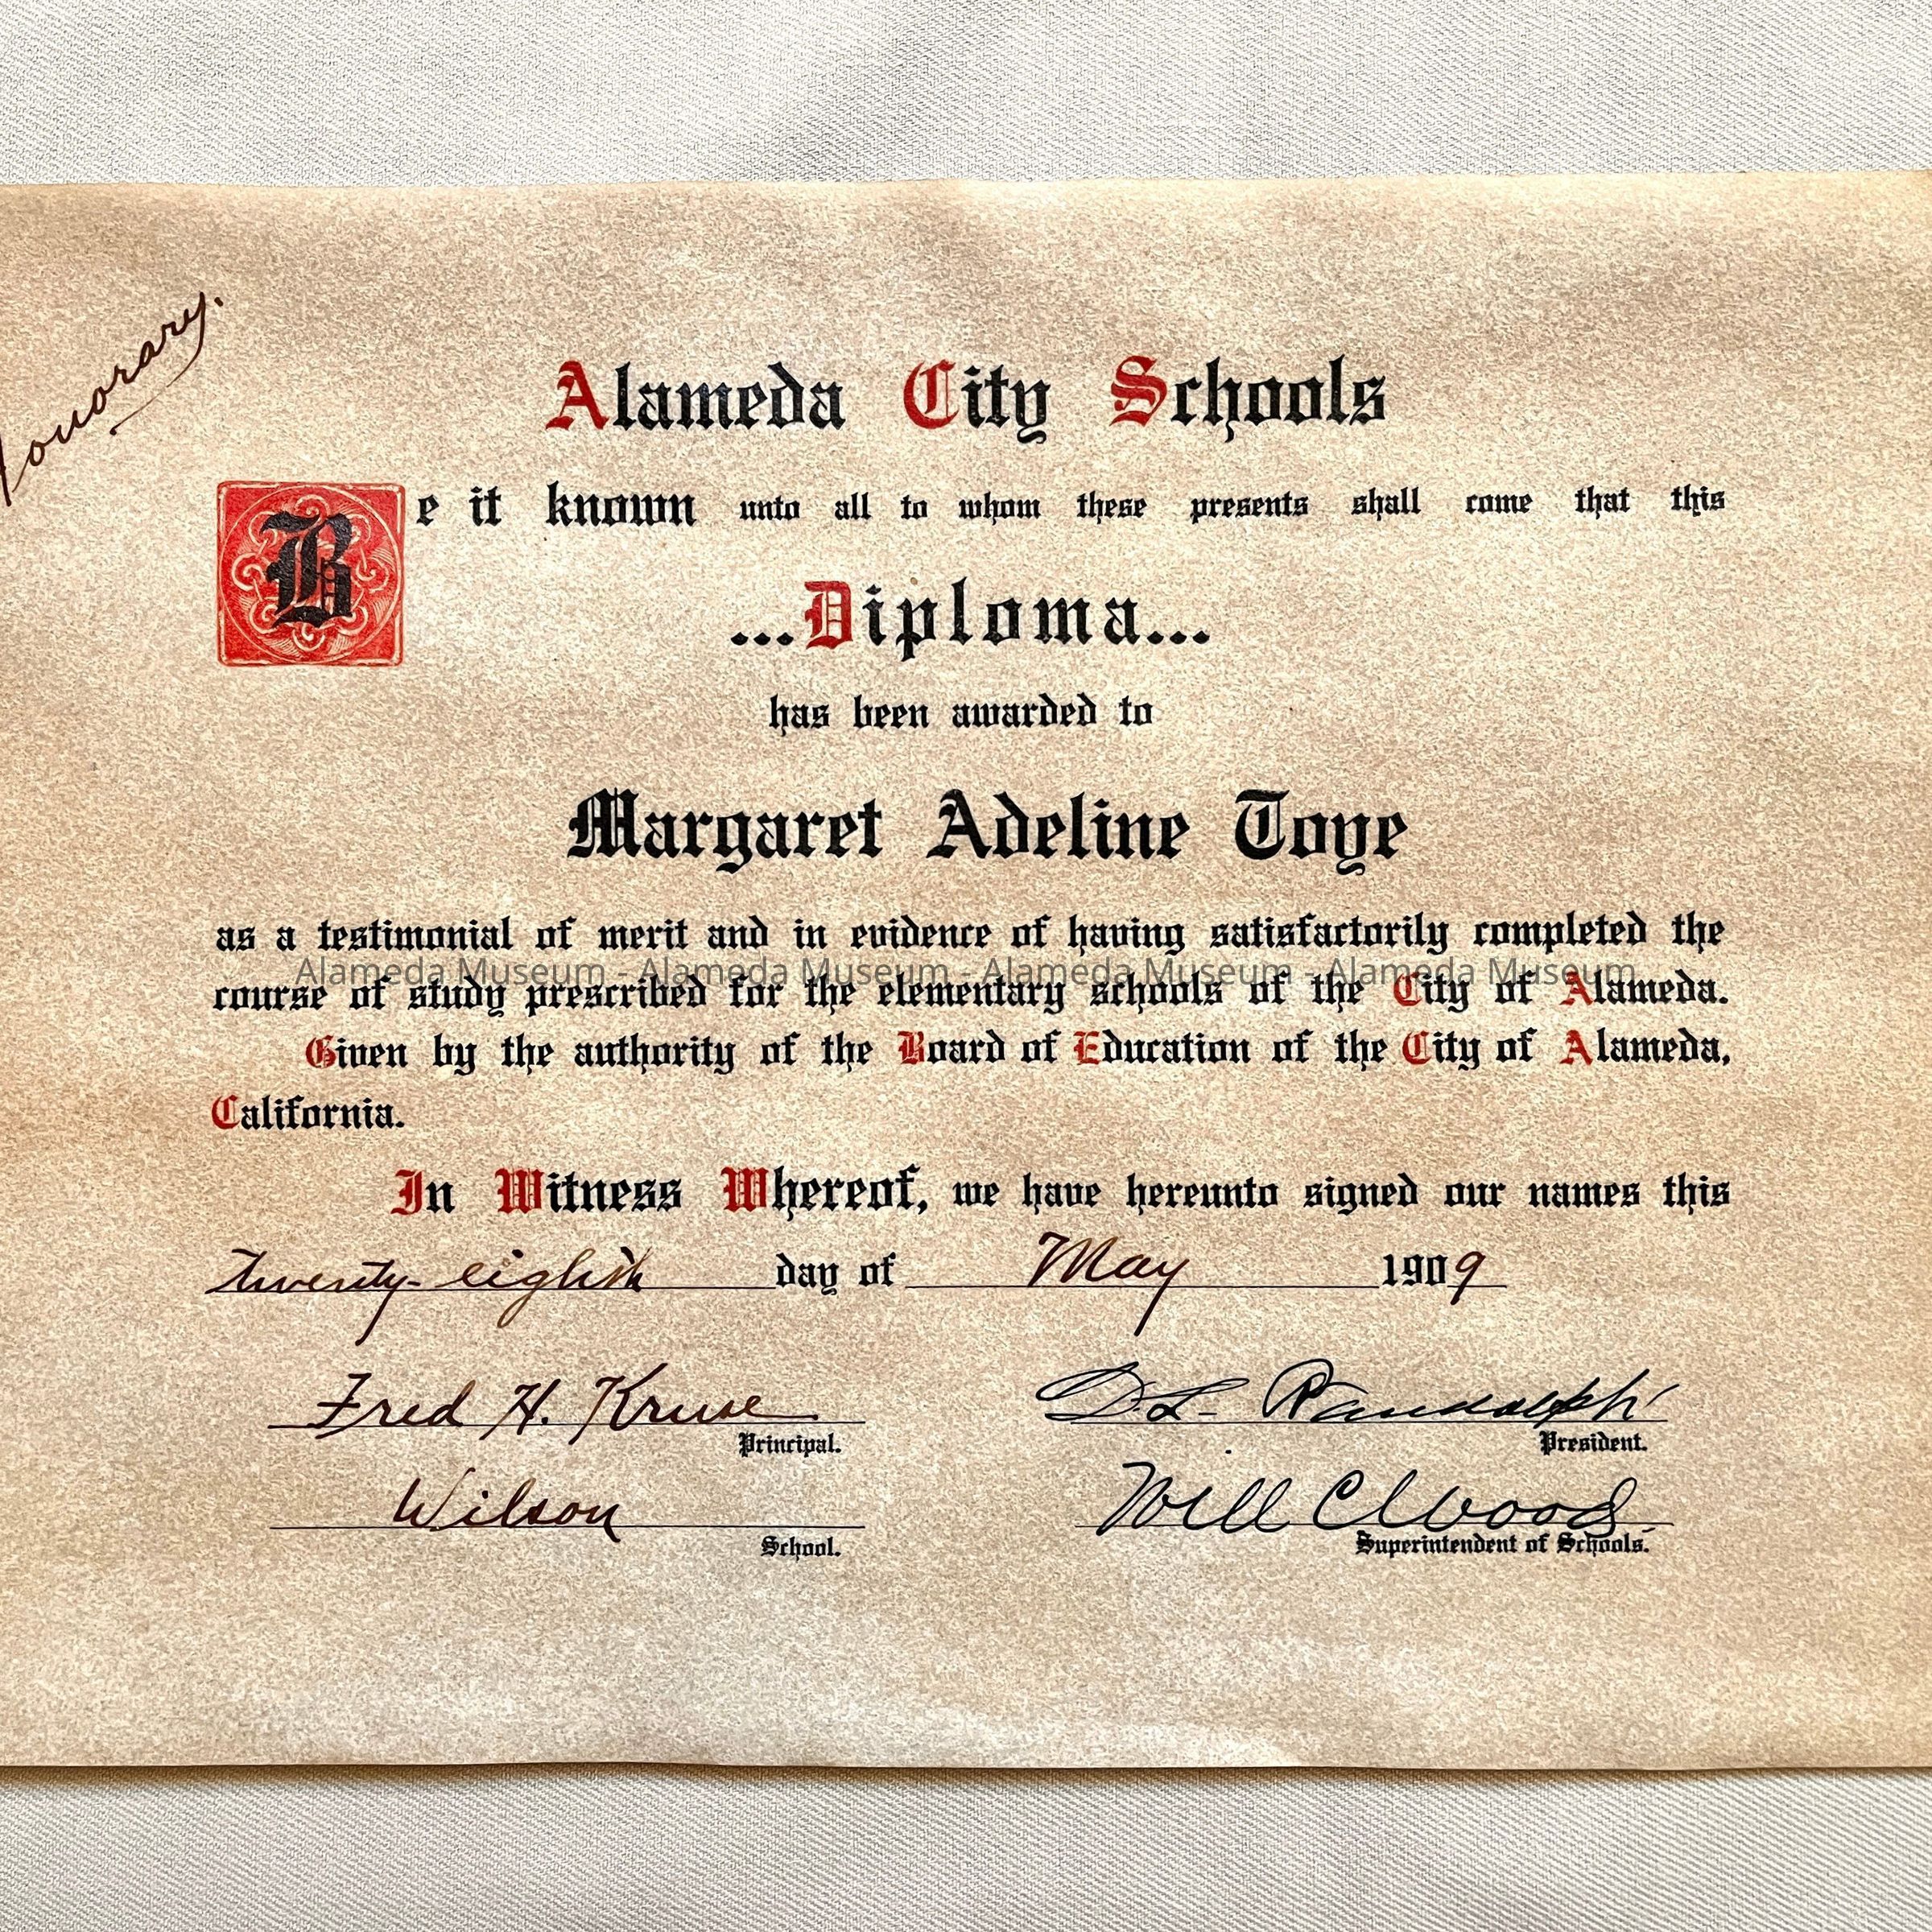 Honorary.
Alameda City Schools
Be it known unto all to whom these presents shall come that this
...Diploma...
has been awarded to
Margaret Adeline Toye
as a testimonial of merit and in evidence of having satisfactorily completed the
Alameda Museum - Alameda Museum - Alameda Museum - Alameda Museum
course of study prescribed for the elementary schools of the City of Alameda.
Given by the authority of the Board of Education of the City of Alameda,
California.
In Witness Whereof, we have hereunto signed our names this
twenty-eighth day of May 1909
Fred H. Kruse D. L. Randolph
Principal. President.
Wilson Will C Wood
School. Superintendent of Schools.